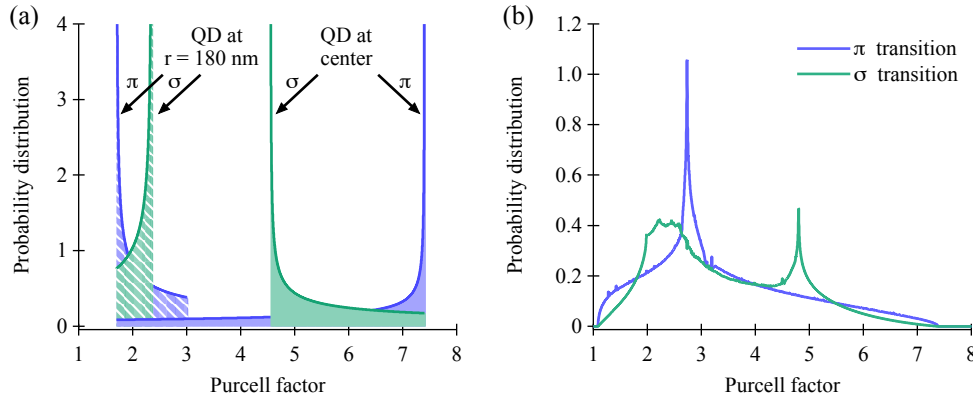 (a)
4
3
2
1
0
1 2 3 4 5 6 7 8
Probability distribution
Purcell factor
QD at
r = 180 nm
π σ
QD at
center
σ π
(b)
1.2
1.0
0.8
0.6
0.4
0.2
0
1 2 3 4 5 6 7 8
Probability distribution
Purcell factor
π transition
σ transition